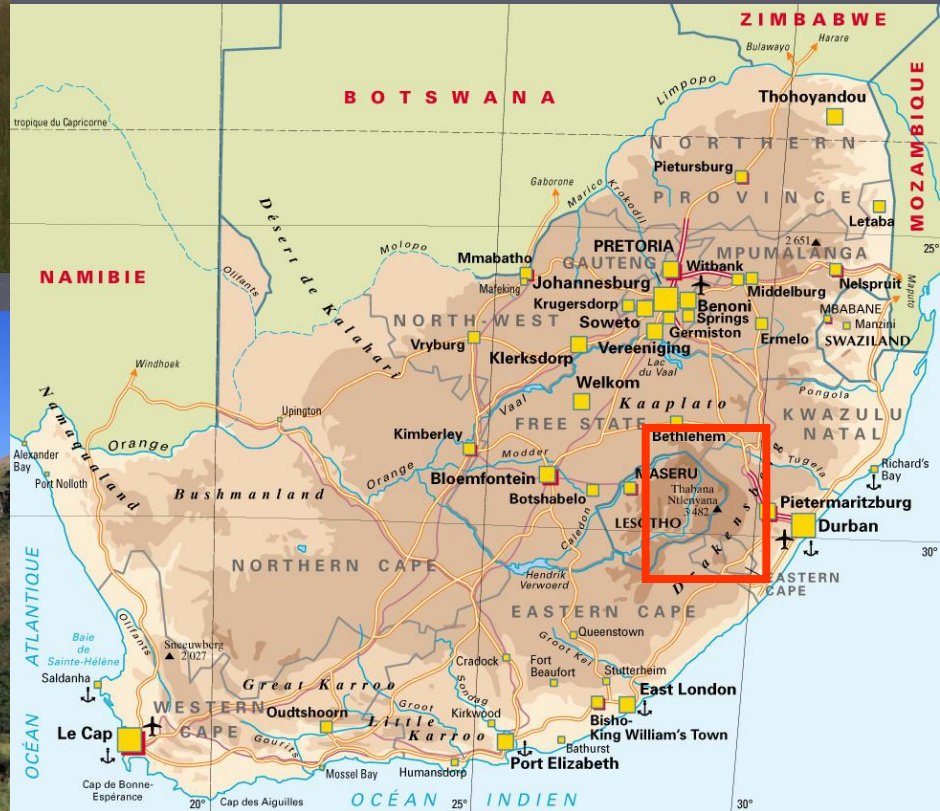 ZIMBABWE
Harare
Bulawayo
BOTSWANA
Limpopo
MOZAMBIQUE
Thohoyandou
tropique du Capricorne
NORTHERN
PROVINCE
Pietursburg
Gaborone
Marico
Krokodil
Letaba
Désert de Kalahari
Molopo
PRETORIA
2 651
25°
NAMIBIE
Olifants
Mmabatho
GAUTENG
MPUMALANGA
Witbank
Mafeking
Johannesburg
Middelburg
Nelspruit
Maputo
Krugersdorp
Benoni
MBABANE
NORTH-WEST
Soweto
Springs
Manzini
Germiston
Vryburg
Vereeniging
Ermelo
SWAZILAND
Klerksdorp
Lac
du Vaal
Windhoek
Welkom
Namaqualand
Vaal
Kaaplato
Pongola
Upington
FREE STATE
KWAZULU
NATAL
Kimberley
Bethlehem
Orange
Modder
Tugela
Alexander
Bay
Orange
MASERU
Richard's
Bay
Port Nolloth
Bushmanland
Bloemfontein
Botshabelo
Thabana
Ntlenyana
3 482
Pietermaritzburg
LESOTHO
Durban
Caledon
30°
NORTHERN CAPE
Hendrik
Verwoerd
EASTERN
CAPE
EASTERN CAPE
OCÉAN ATLANTIQUE
Olifants
Queenstown
Baie
de
Sainte-Hélène
Sneeuwberg
2 027
Groot Kei
Cradock
Fort
Beaufort
Stutterheim
Saldanha
Great Karroo
Sondag
East London
WESTERN
CAPE
Oudtshoorn
Groot
Kirkwood
Bisho-
King William's Town
Le Cap
Little
Karroo
Gourits
Bathurst
Port Elizabeth
Mossel Bay
Humansdorp
Cap de Bonne-
Espérance
20°
Cap des Aiguilles
OCÉAN INDIEN
25°
30°